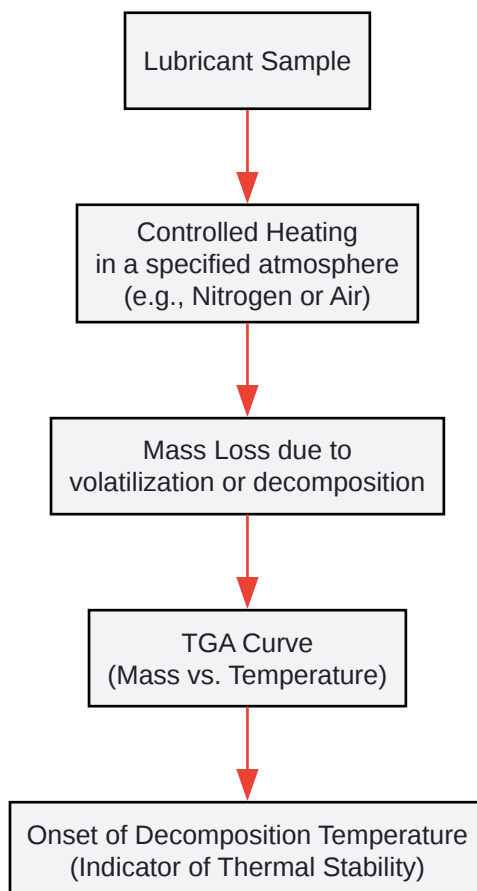 Lubricant Sample
Controlled Heating
in a specified atmosphere
(e.g., Nitrogen or Air)
Mass Loss due to
volatilization or decomposition
TGA Curve
(Mass vs. Temperature)
Onset of Decomposition Temperature
(Indicator of Thermal Stability)